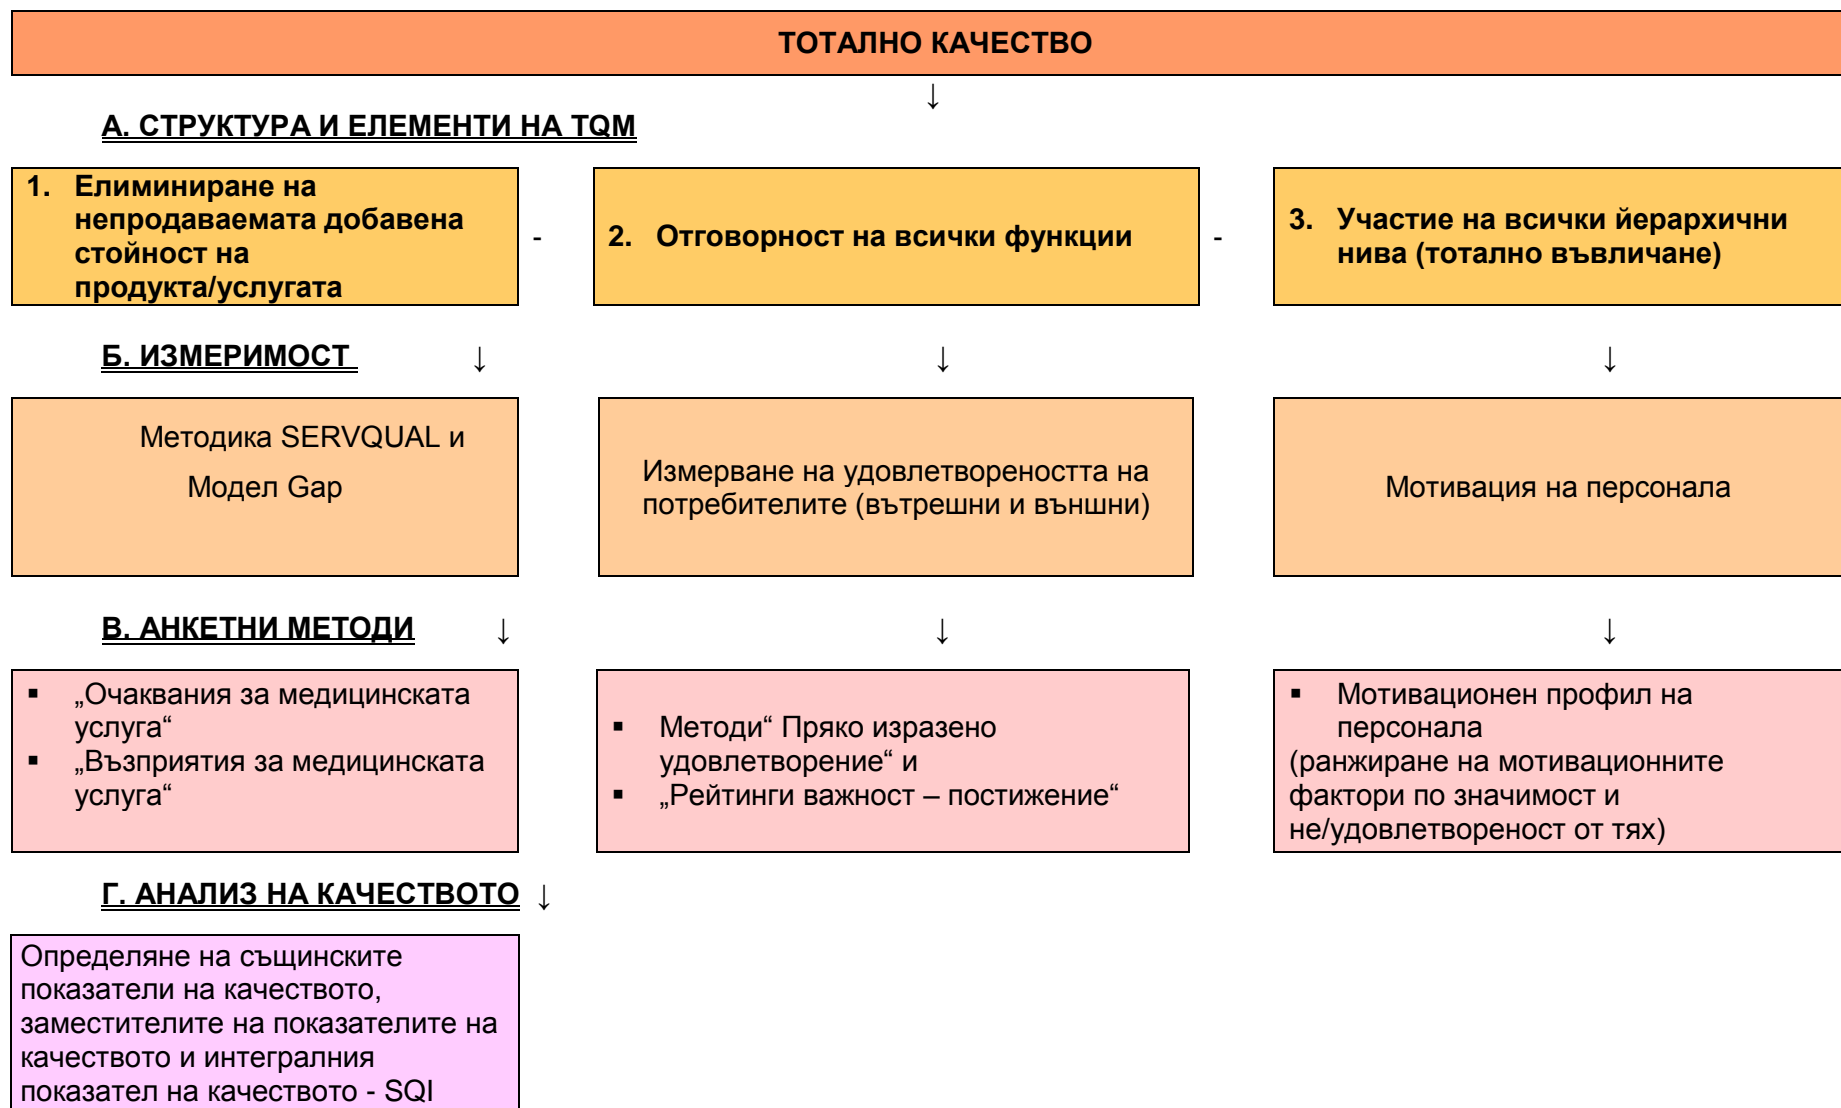 ТОТАЛНО КАЧЕСТВО
↓
А. СТРУКТУРА И ЕЛЕМЕНТИ НА TQM
1. Елиминиране на
непродаваемата добавена
стойност на
продукта/услугата
-
2. Отговорност на всички функции
-
3. Участие на всички йерархични
нива (тотално въвличане)
Б. ИЗМЕРИМОСТ ↓ ↓ ↓
Методика SERVQUAL и
Модел Gap
Измерване на удовлетвореността на
потребителите (вътрешни и външни)
Мотивация на персонала
В. АНКЕТНИ МЕТОДИ ↓ ↓ ↓
▪ „Очаквания за медицинската
услуга“
▪ „Възприятия за медицинската
услуга“
▪ Методи“ Пряко изразено
удовлетворение“ и
▪ „Рейтинги важност – постижение“
▪ Мотивационен профил на
персонала
(ранжиране на мотивационните
фактори по значимост и
не/удовлетвореност от тях)
Г. АНАЛИЗ НА КАЧЕСТВОТО ↓
Определяне на същинските
показатели на качеството,
заместителите на показателите на
качеството и интегралния
показател на качеството - SQI